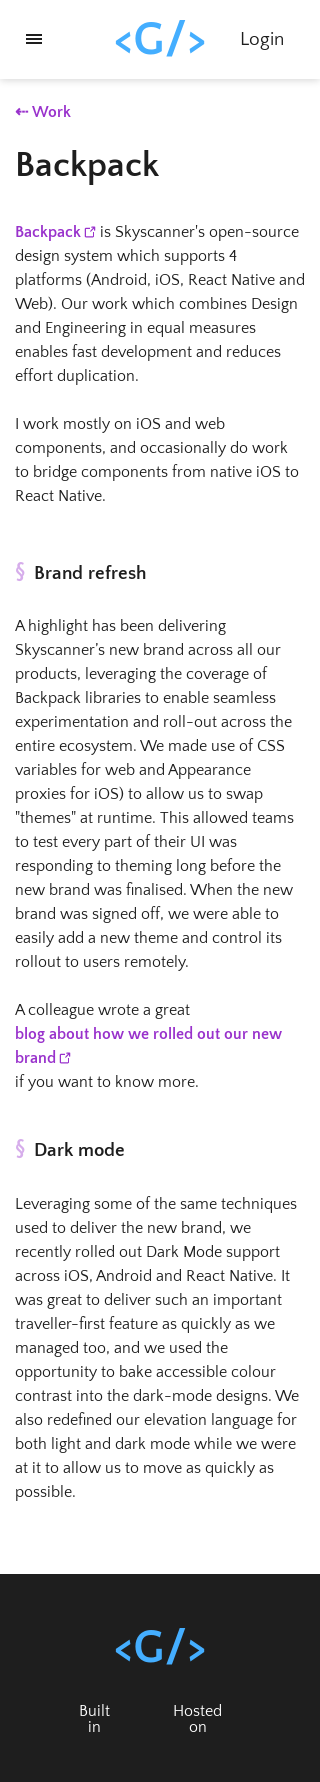 <G/>
Login
⇠ Work
Backpack
Backpack is Skyscanner's open-source
design system which supports 4
platforms (Android, iOS, React Native and
Web). Our work which combines Design
and Engineering in equal measures
enables fast development and reduces
effort duplication.
I work mostly on iOS and web
components, and occasionally do work
to bridge components from native iOS to
React Native.
§ Brand refresh
A highlight has been delivering
Skyscanner’s new brand across all our
products, leveraging the coverage of
Backpack libraries to enable seamless
experimentation and roll-out across the
entire ecosystem. We made use of CSS
variables for web and Appearance
proxies for iOS) to allow us to swap
"themes" at runtime. This allowed teams
to test every part of their UI was
responding to theming long before the
new brand was finalised. When the new
brand was signed off, we were able to
easily add a new theme and control its
rollout to users remotely.
A colleague wrote a great
blog about how we rolled out our new
brand
if you want to know more.
§ Dark mode
Leveraging some of the same techniques
used to deliver the new brand, we
recently rolled out Dark Mode support
across iOS, Android and React Native. It
was great to deliver such an important
traveller-first feature as quickly as we
managed too, and we used the
opportunity to bake accessible colour
contrast into the dark-mode designs. We
also redefined our elevation language for
both light and dark mode while we were
at it to allow us to move as quickly as
possible.
<G/>
Built
in
Hosted
on